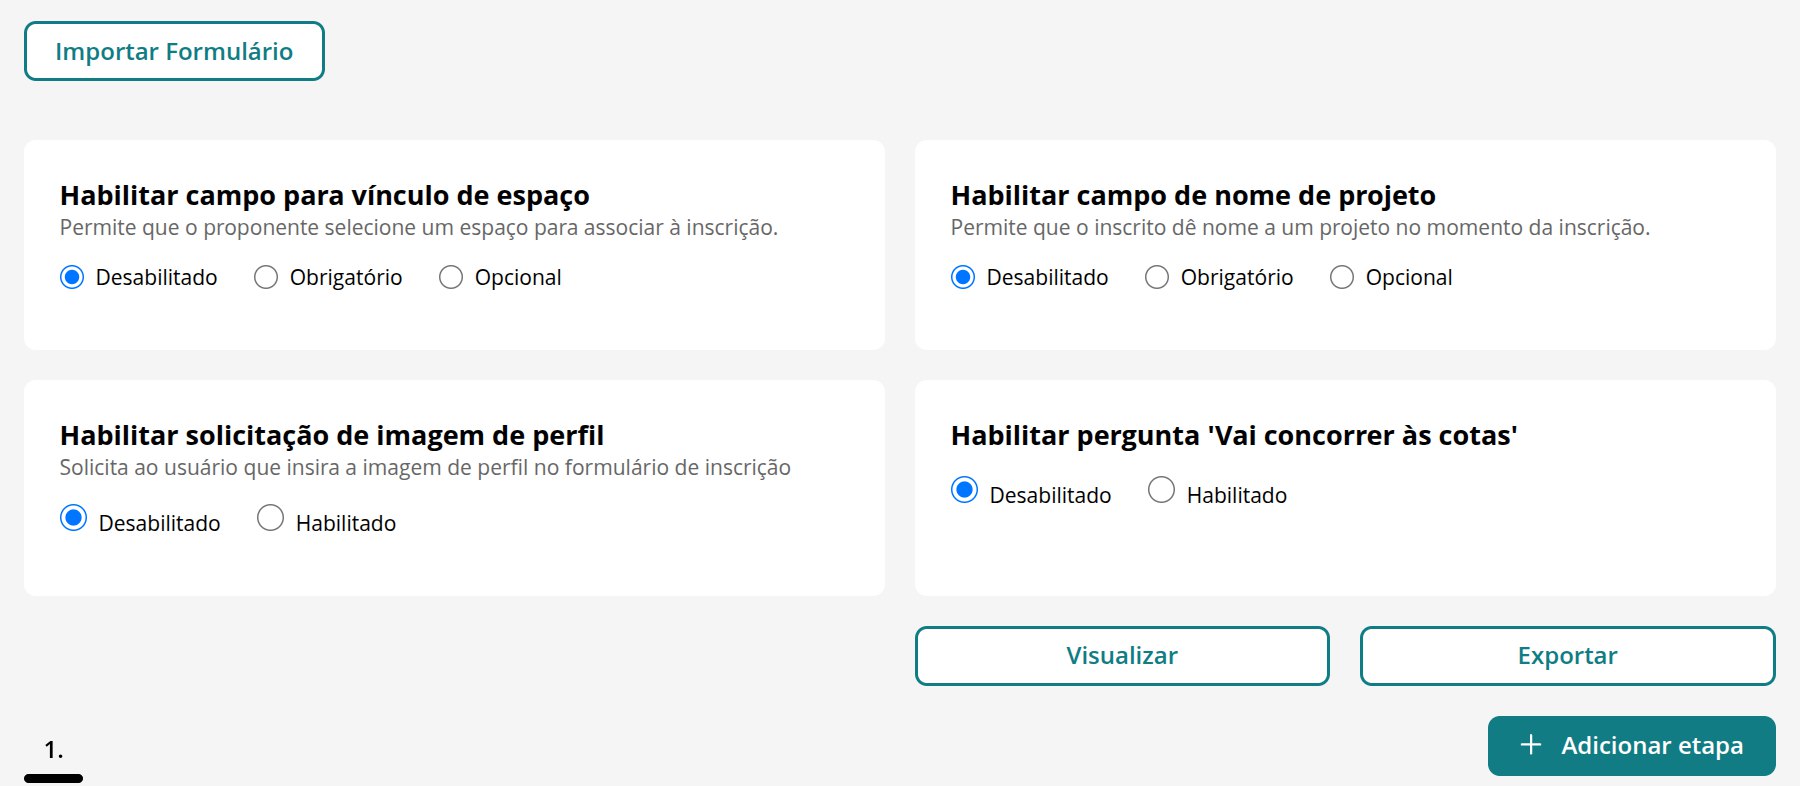 Importar Formulário
Habilitar campo para vínculo de espaço
Permite que o proponente selecione um espaço para associar à inscrição.
Desabilitado Obrigatório Opcional
Habilitar campo de nome de projeto
Permite que o inscrito dê nome a um projeto no momento da inscrição.
Desabilitado Obrigatório Opcional
Habilitar solicitação de imagem de perfil
Solicita ao usuário que insira a imagem de perfil no formulário de inscrição
Desabilitado Habilitado
Habilitar pergunta 'Vai concorrer às cotas'
Desabilitado Habilitado
Visualizar
Exportar
1.
+ Adicionar etapa